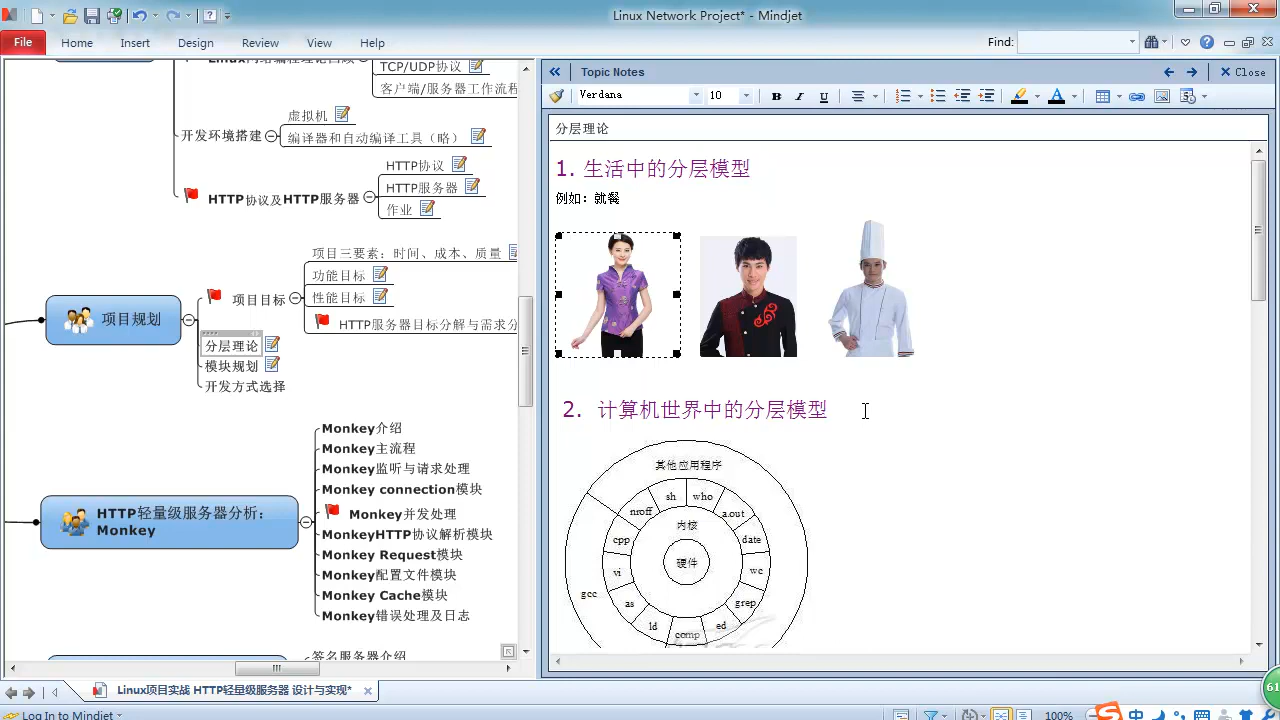 Linux Network Project* - Mindjet
File Home Insert Design Review View Help Find:
Linux网络编程理论回顾
TCP/UDP协议
客户端/服务器工作流程
开发环境搭建
虚拟机
编译器和自动编译工具（略）
HTTP协议及HTTP服务器
HTTP协议
HTTP服务器
作业
项目规划
项目目标
项目三要素：时间、成本、质量
功能目标
性能目标
HTTP服务器目标分解与需求分
分层理论
模块规划
开发方式选择
HTTP轻量级服务器分析：
Monkey
Monkey介绍
Monkey主流程
Monkey监听与请求处理
Monkey connection模块
Monkey并发处理
MonkeyHTTP协议解析模块
Monkey Request模块
Monkey配置文件模块
Monkey Cache模块
Monkey错误处理及日志
签名服务器介绍
Linux项目实战 HTTP轻量级服务器 设计与实现*
Log In to Mindjet
Topic Notes
Close
Verdana 10 B I U
分层理论
1. 生活中的分层模型
例如：就餐
2. 计算机世界中的分层模型
其他应用程序
sh who
nroff a.out
内核
cpp date
硬件
vi wc
gcc
as grep
ld ed
comp
61
100%
中